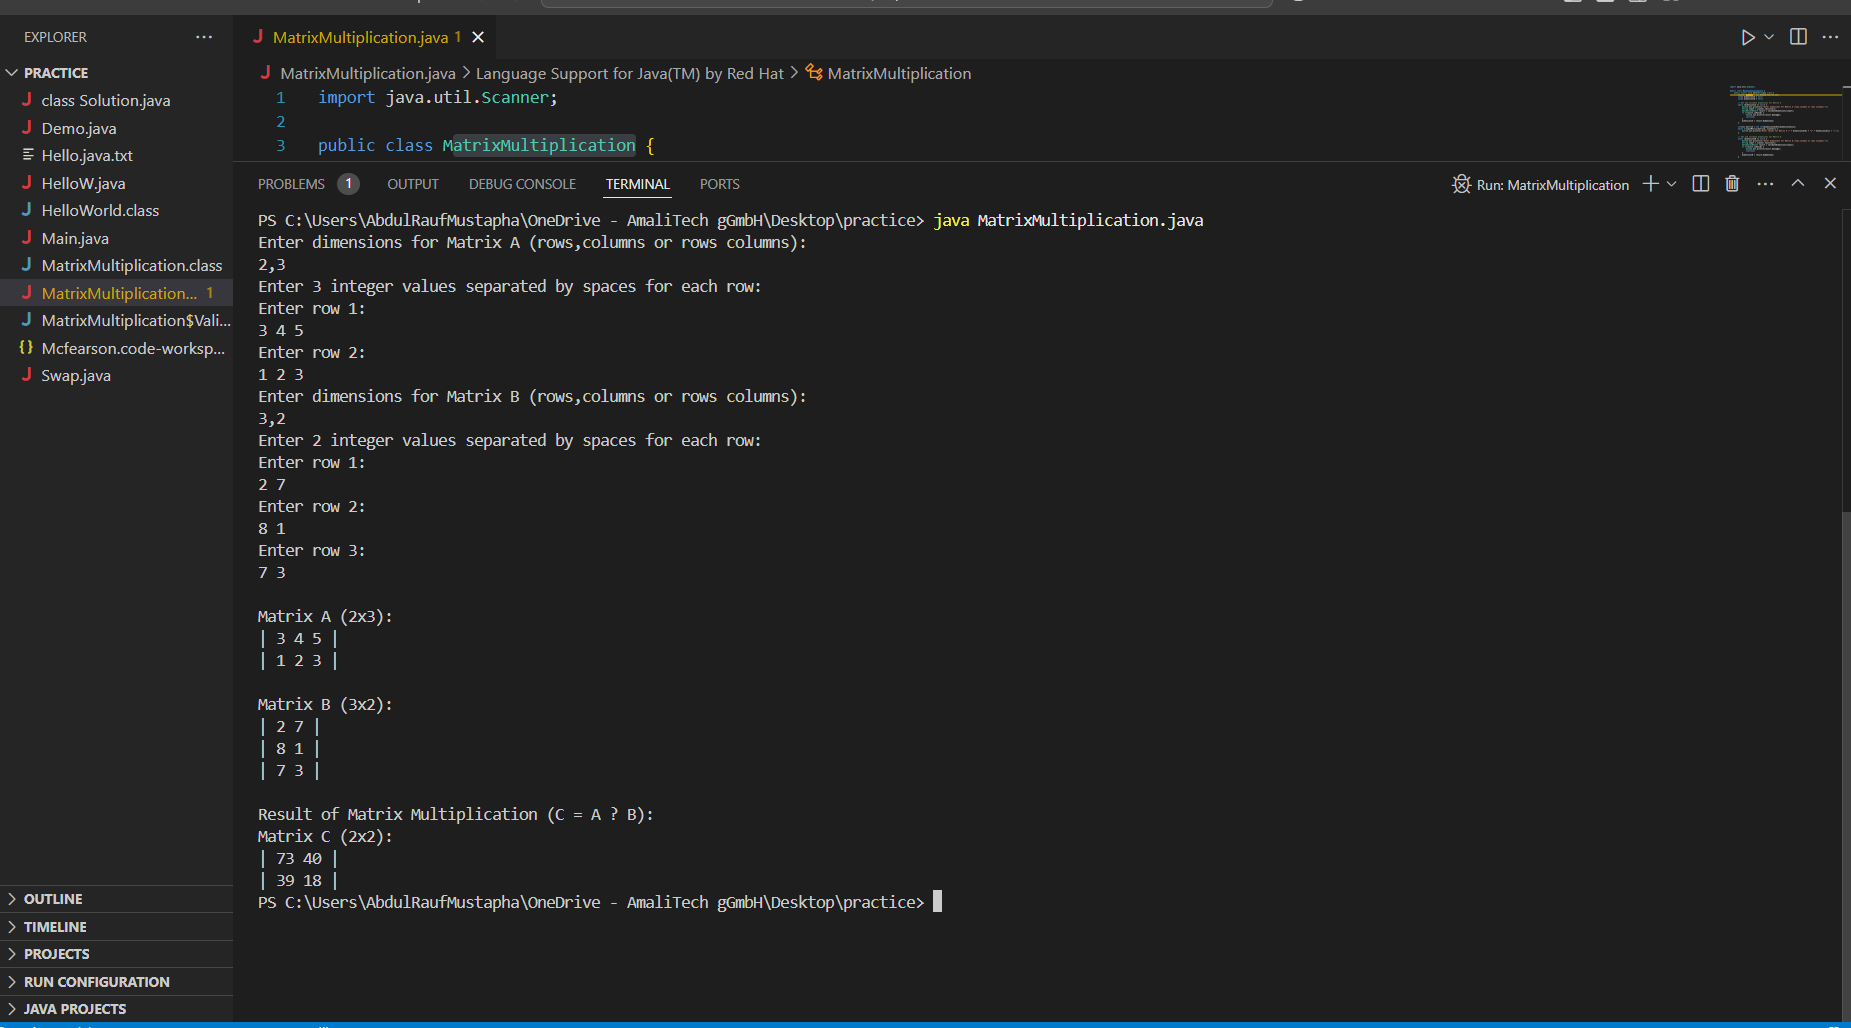 EXPLORER
PRACTICE
class Solution.java
Demo.java
Hello.java.txt
HelloW.java
HelloWorld.class
Main.java
MatrixMultiplication.class
MatrixMultiplication... 1
MatrixMultiplication$Vali...
{} Mcfearson.code-worksp...
Swap.java
OUTLINE
TIMELINE
PROJECTS
RUN CONFIGURATION
JAVA PROJECTS
MatrixMultiplication.java 1
MatrixMultiplication.java > Language Support for Java(TM) by Red Hat > MatrixMultiplication
1 import java.util.Scanner;
2
3 public class MatrixMultiplication {
PROBLEMS 1 OUTPUT DEBUG CONSOLE TERMINAL PORTS
Run: MatrixMultiplication
PS C:\Users\AbdulRaufMustapha\OneDrive - AmaliTech gGmbH\Desktop\practice> java MatrixMultiplication.java
Enter dimensions for Matrix A (rows,columns or rows columns):
2,3
Enter 3 integer values separated by spaces for each row:
Enter row 1:
3 4 5
Enter row 2:
1 2 3
Enter dimensions for Matrix B (rows,columns or rows columns):
3,2
Enter 2 integer values separated by spaces for each row:
Enter row 1:
2 7
Enter row 2:
8 1
Enter row 3:
7 3
Matrix A (2x3):
| 3 4 5 |
| 1 2 3 |
Matrix B (3x2):
| 2 7 |
| 8 1 |
| 7 3 |
Result of Matrix Multiplication (C = A ? B):
Matrix C (2x2):
| 73 40 |
| 39 18 |
PS C:\Users\AbdulRaufMustapha\OneDrive - AmaliTech gGmbH\Desktop\practice>